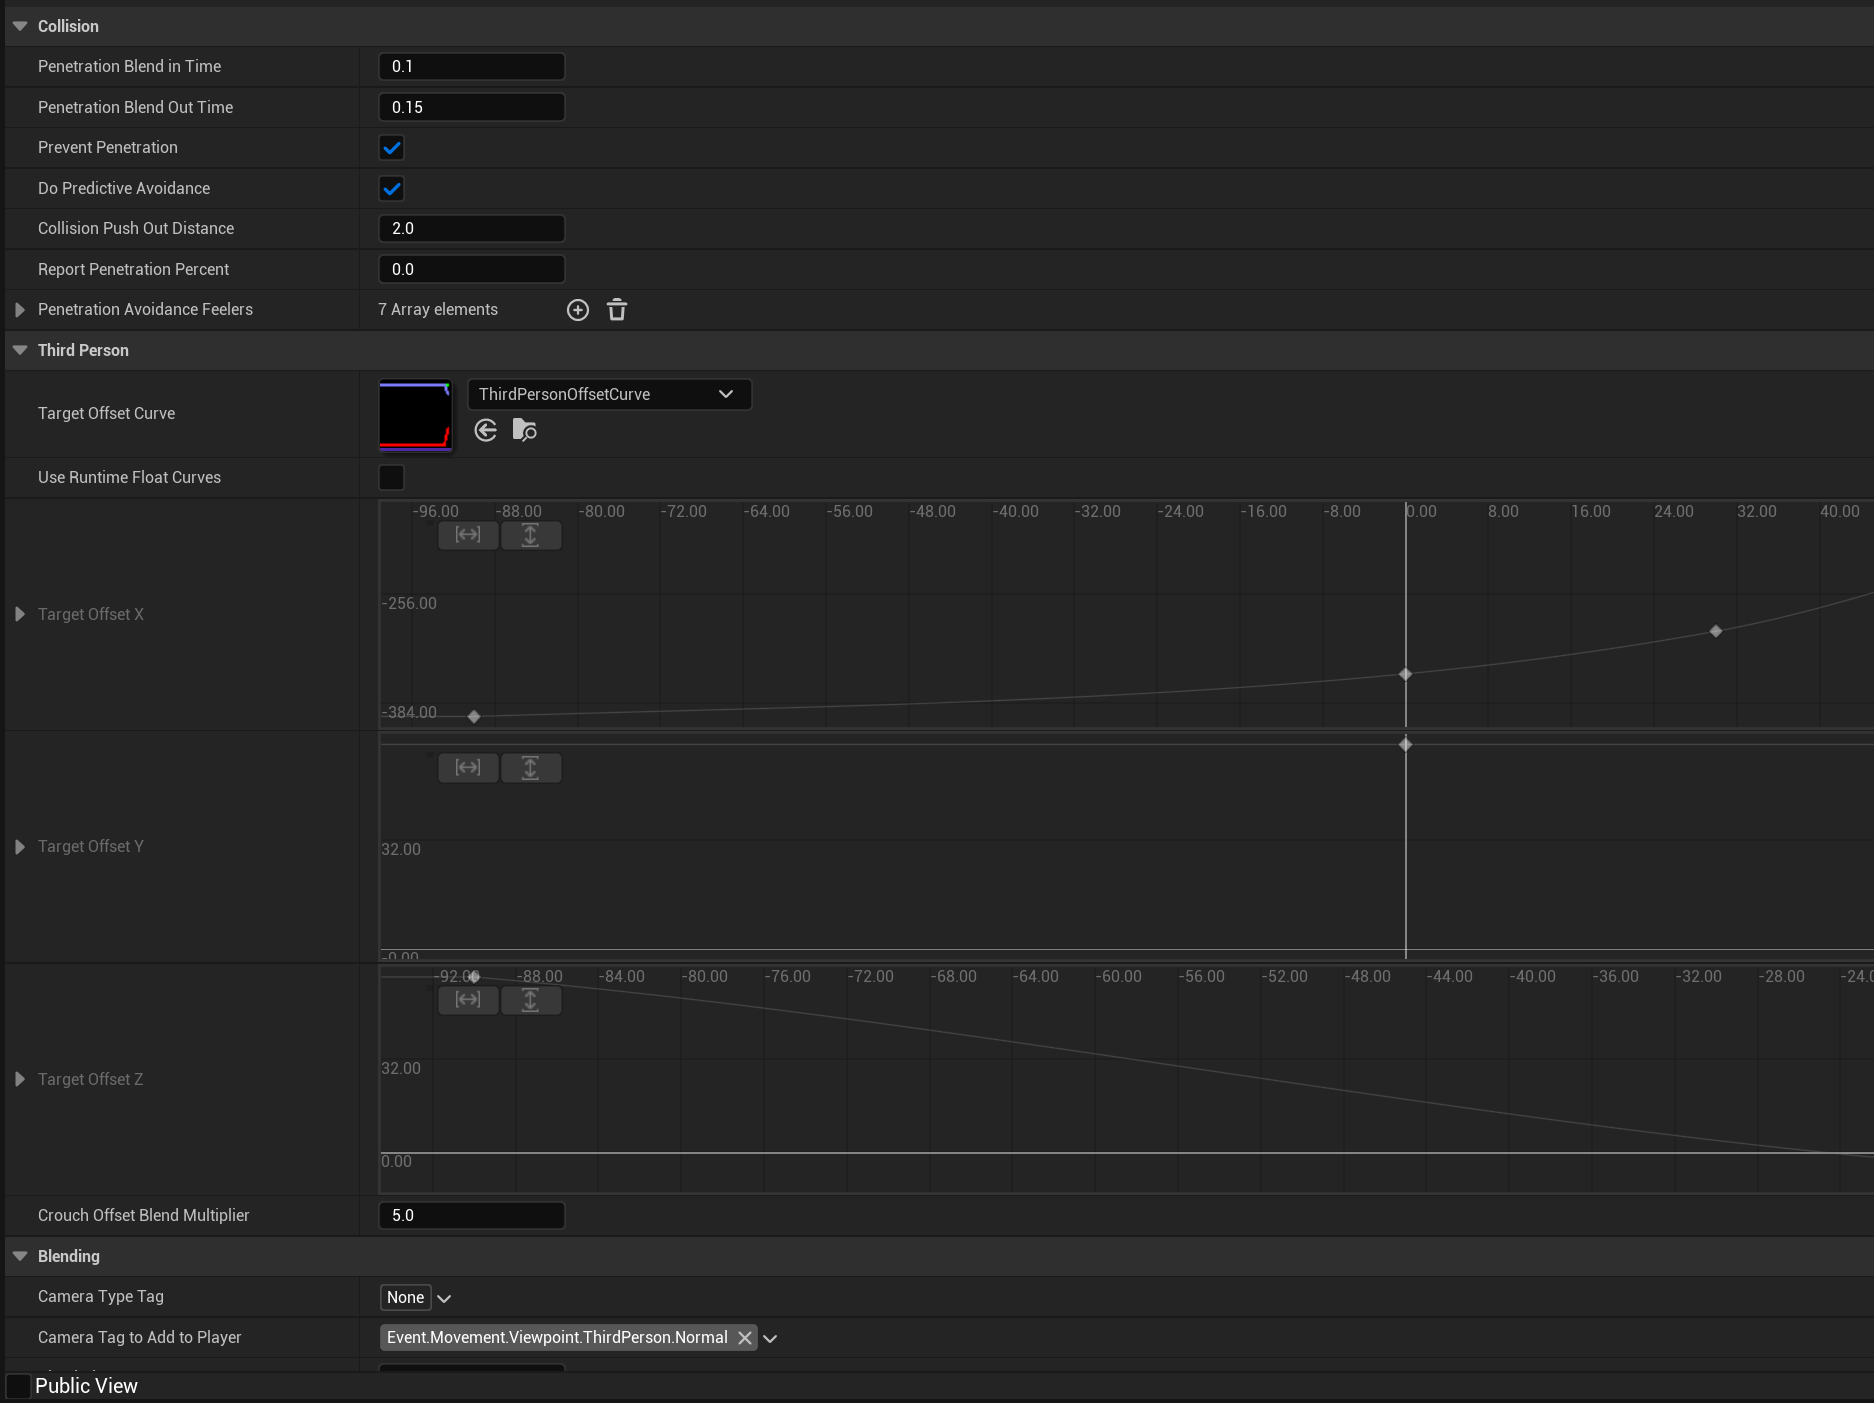 Collision
Penetration Blend in Time 0.1
Penetration Blend Out Time 0.15
Prevent Penetration
Do Predictive Avoidance
Collision Push Out Distance 2.0
Report Penetration Percent 0.0
Penetration Avoidance Feelers 7 Array elements
Third Person
Target Offset Curve ThirdPersonOffsetCurve
Use Runtime Float Curves
-96.00 -88.00 -80.00 -72.00 -64.00 -56.00 -48.00 -40.00 -32.00 -24.00 -16.00 -8.00 0.00 8.00 16.00 24.00 32.00 40.00
-256.00
Target Offset X
-384.00
Target Offset Y
32.00
-0.00
-92.00 -88.00 -84.00 -80.00 -76.00 -72.00 -68.00 -64.00 -60.00 -56.00 -52.00 -48.00 -44.00 -40.00 -36.00 -32.00 -28.00 -24.0
32.00
Target Offset Z
0.00
Crouch Offset Blend Multiplier 5.0
Blending
Camera Type Tag None
Camera Tag to Add to Player Event.Movement.Viewpoint.ThirdPerson.Normal
Public View